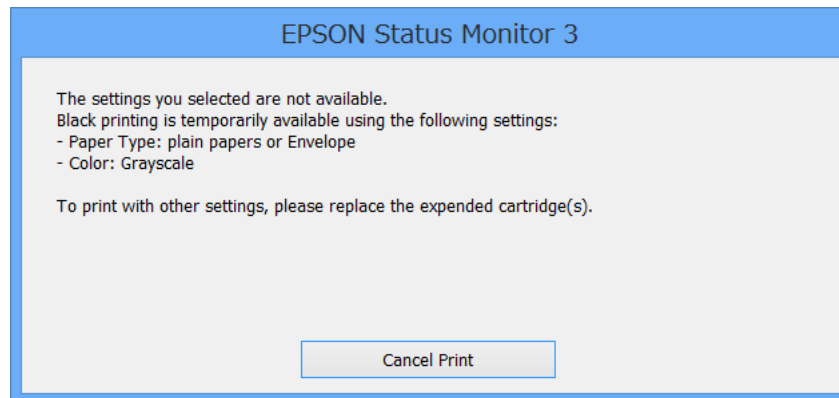 EPSON Status Monitor 3
The settings you selected are not available.
Black printing is temporarily available using the following settings:
- Paper Type: plain papers or Envelope
- Color: Grayscale
To print with other settings, please replace the expended cartridge(s).
Cancel Print